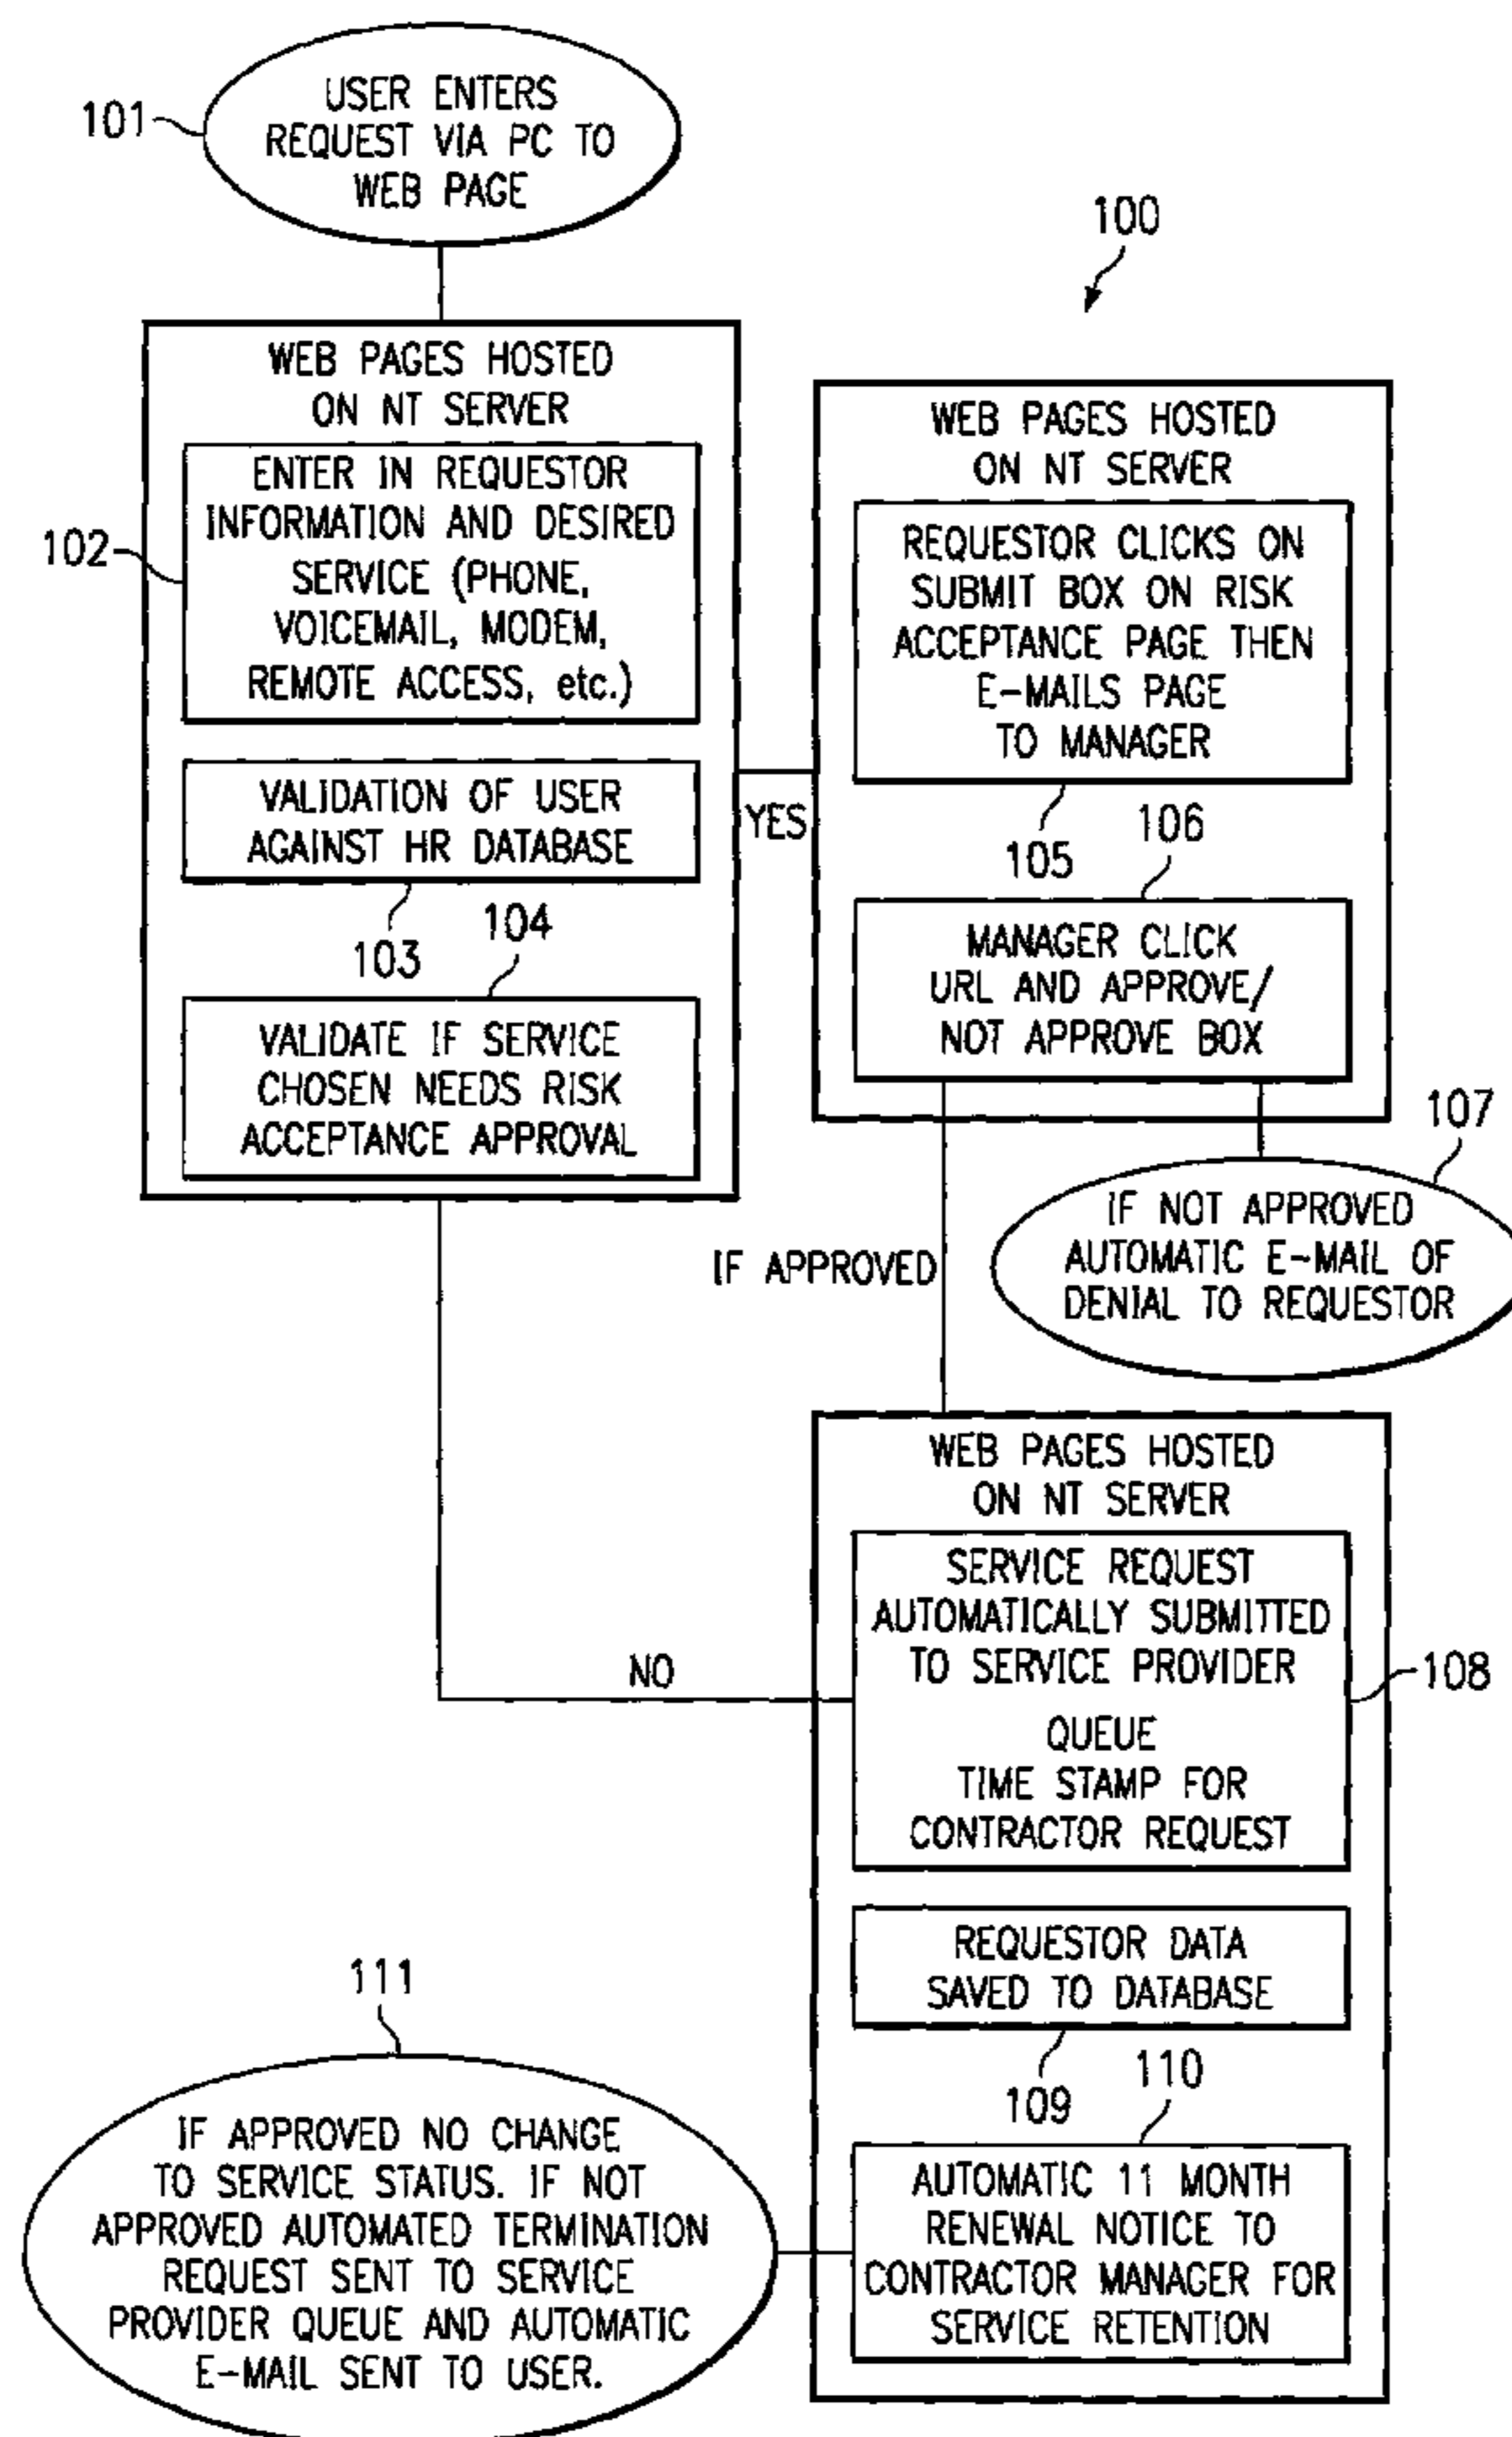 101
USER ENTERS
REQUEST VIA PC TO
WEB PAGE
100
WEB PAGES HOSTED
ON NT SERVER
102
ENTER IN REQUESTOR
INFORMATION AND DESIRED
SERVICE (PHONE,
VOICEMAIL, MODEM,
REMOTE ACCESS, etc.)
VALIDATION OF USER
AGAINST HR DATABASE
103
104
VALIDATE IF SERVICE
CHOSEN NEEDS RISK
ACCEPTANCE APPROVAL
YES
WEB PAGES HOSTED
ON NT SERVER
REQUESTOR CLICKS ON
SUBMIT BOX ON RISK
ACCEPTANCE PAGE THEN
E-MAILS PAGE
TO MANAGER
105
106
MANAGER CLICK
URL AND APPROVE/
NOT APPROVE BOX
107
IF NOT APPROVED
AUTOMATIC E-MAIL OF
DENIAL TO REQUESTOR
IF APPROVED
NO
WEB PAGES HOSTED
ON NT SERVER
SERVICE REQUEST
AUTOMATICALLY SUBMITTED
TO SERVICE PROVIDER
QUEUE
TIME STAMP FOR
CONTRACTOR REQUEST
108
REQUESTOR DATA
SAVED TO DATABASE
109
110
AUTOMATIC 11 MONTH
RENEWAL NOTICE TO
CONTRACTOR MANAGER FOR
SERVICE RETENTION
111
IF APPROVED NO CHANGE
TO SERVICE STATUS. IF NOT
APPROVED AUTOMATED TERMINATION
REQUEST SENT TO SERVICE
PROVIDER QUEUE AND AUTOMATIC
E-MAIL SENT TO USER.